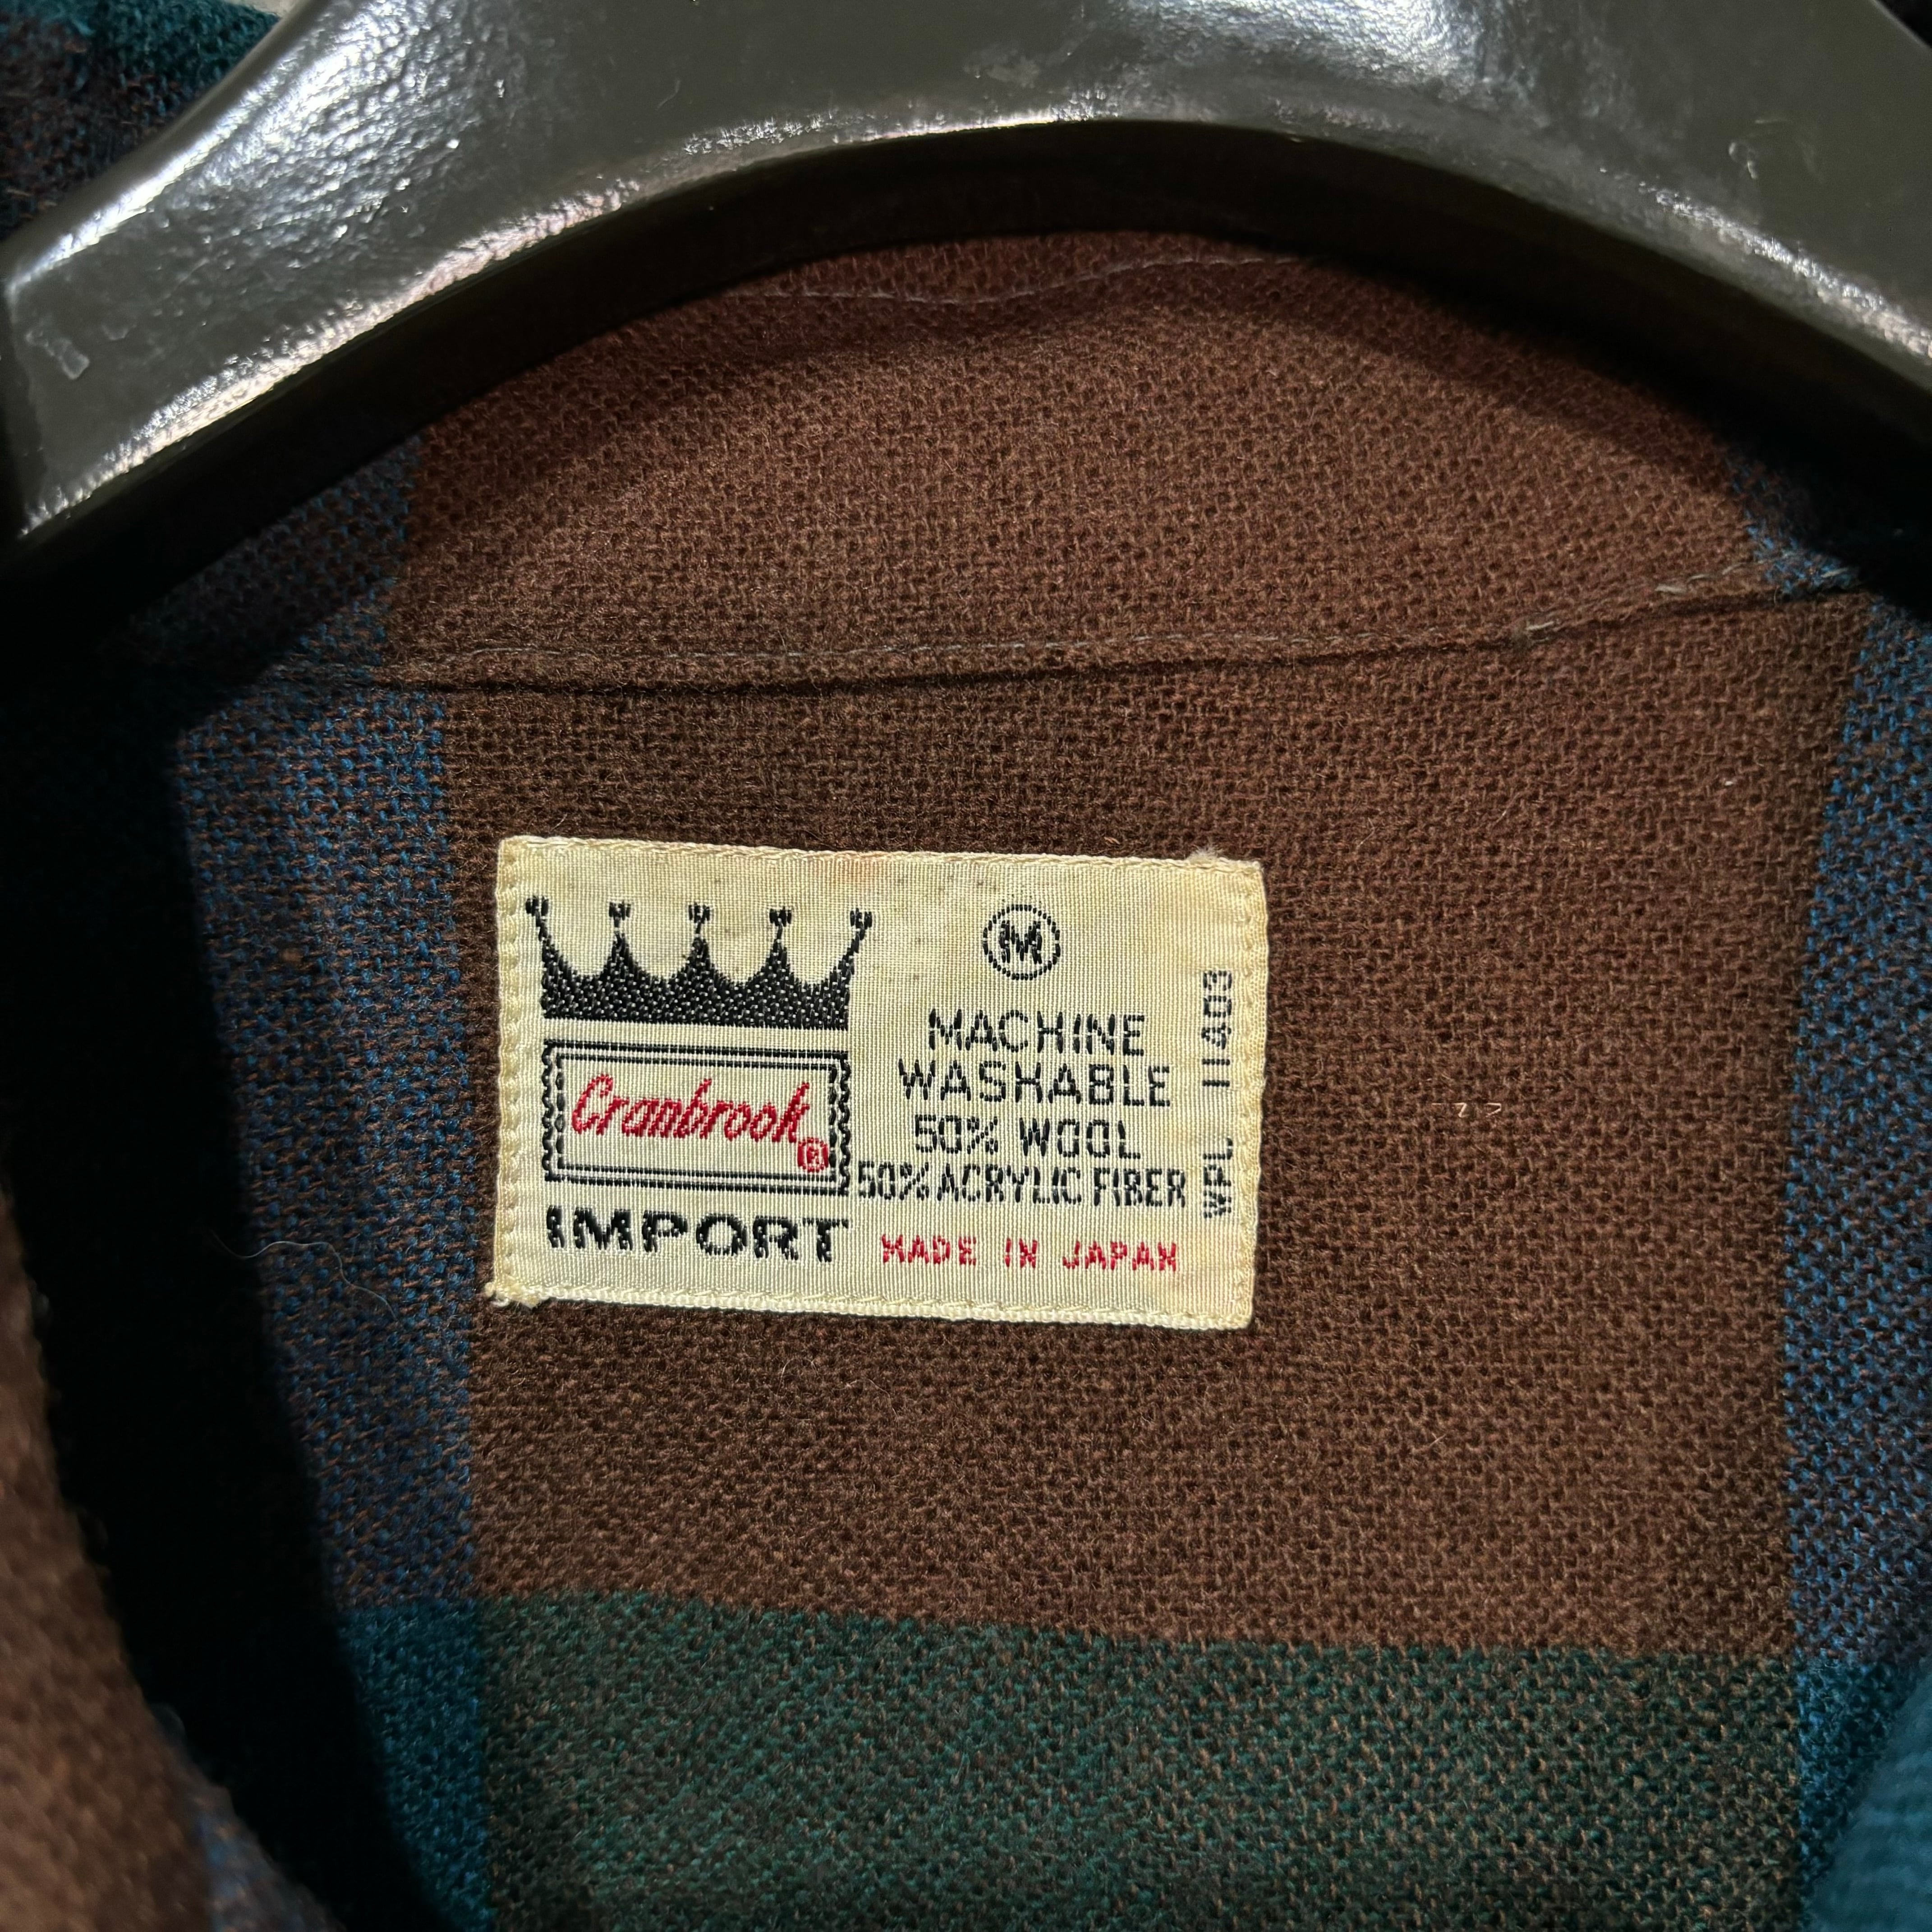 Cranbrook®
IMPORT
M
MACHINE
WASHABLE
50% WOOL
50% ACRYLIC FIBER
MADE IN JAPAN
WPL 11403